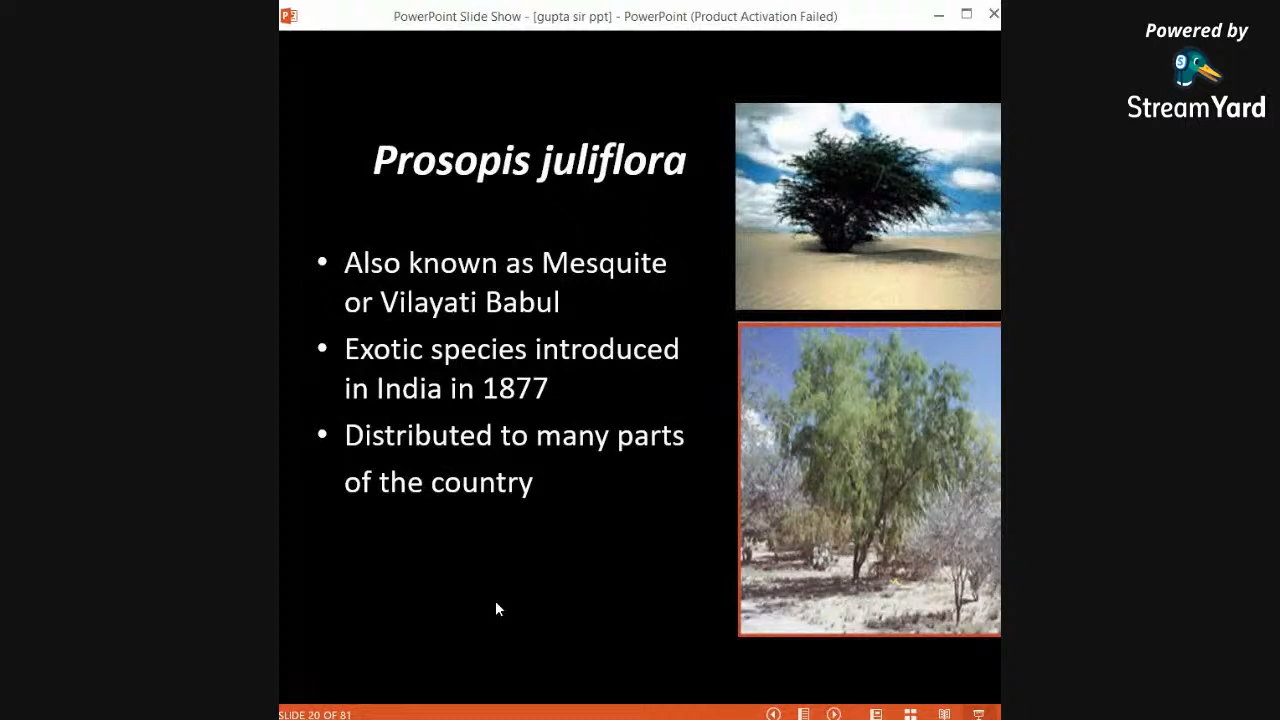 PowerPoint Slide Show - [gupta sir ppt] - PowerPoint (Product Activation Failed)
Powered by
StreamYard
Prosopis juliflora
• Also known as Mesquite
or Vilayati Babul
• Exotic species introduced
in India in 1877
• Distributed to many parts
of the country
SLIDE 20 OF 81